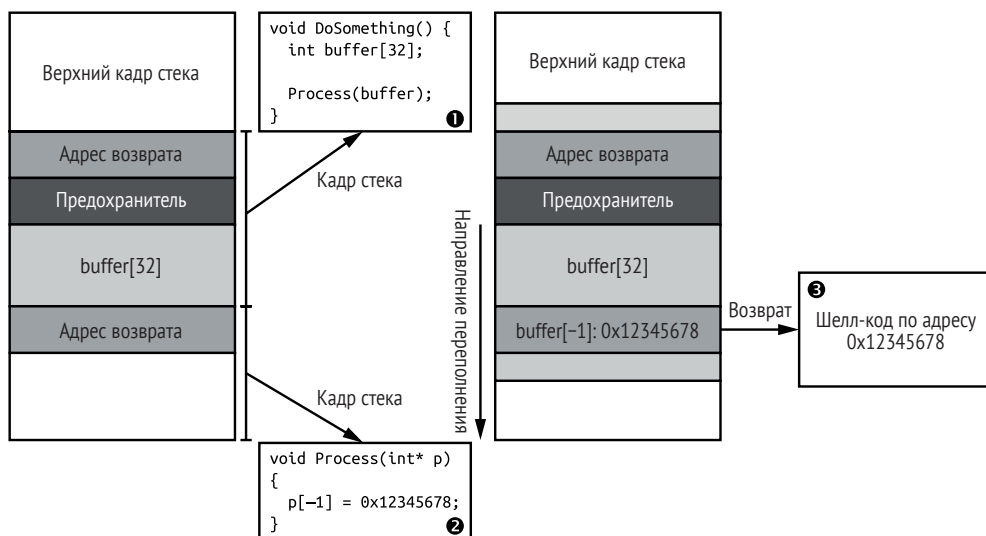 Верхний кадр стека
Адрес возврата
Предохранитель
buffer[32]
Адрес возврата
void DoSomething() {
int buffer[32];
Process(buffer);
}
❶
Кадр стека
Кадр стека
void Process(int* p)
{
p[−1] = 0x12345678;
}
❷
Направление переполнения
Верхний кадр стека
Адрес возврата
Предохранитель
buffer[32]
buffer[−1]: 0x12345678
Возврат
❸
Шелл-код по адресу
0x12345678